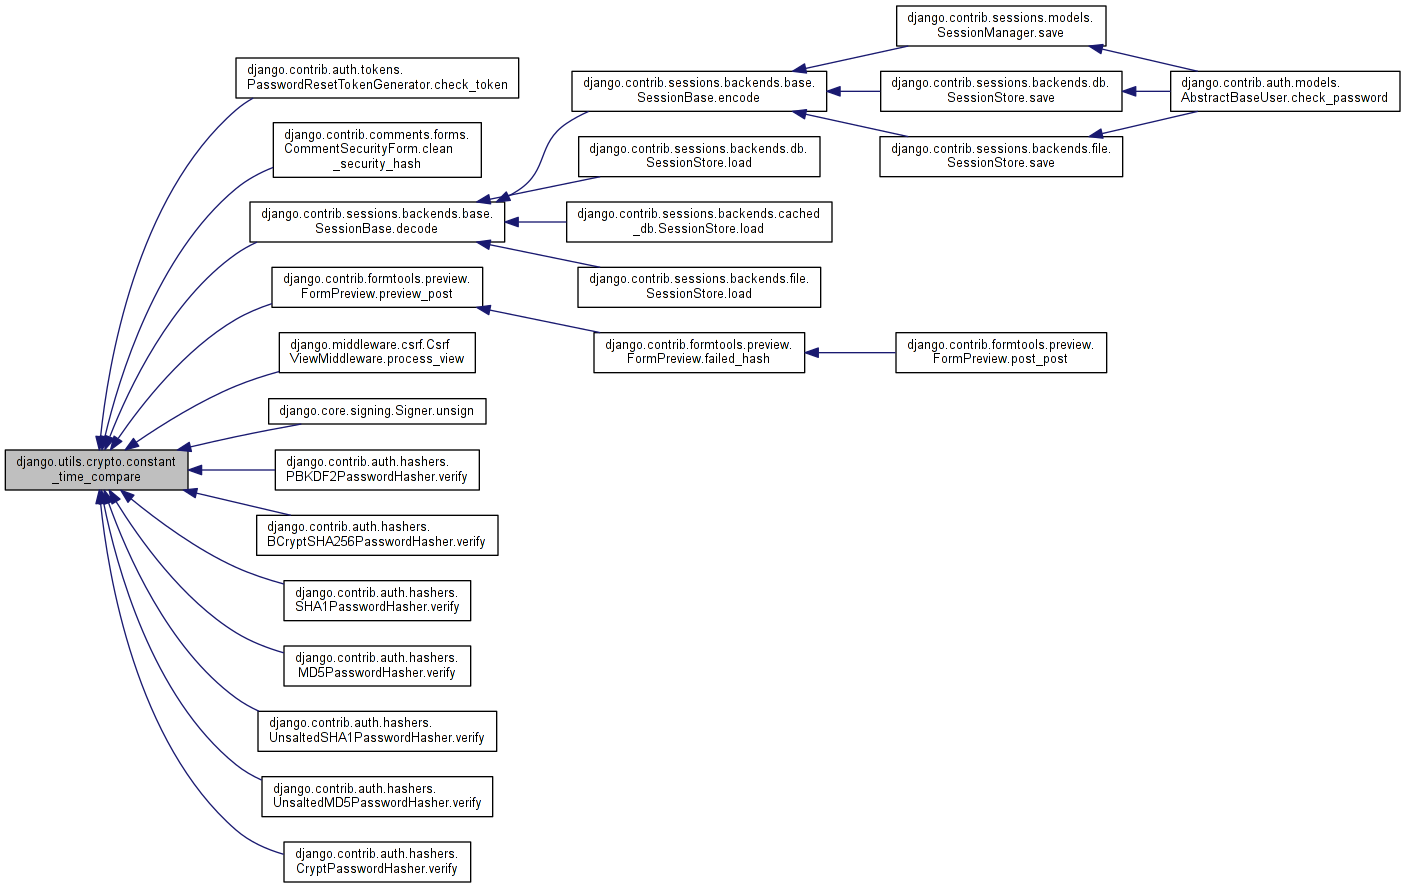 django.contrib.sessions.models.
SessionManager.save
django.contrib.auth.tokens.
PasswordResetTokenGenerator.check_token
django.contrib.sessions.backends.base.
SessionBase.encode
django.contrib.sessions.backends.db.
SessionStore.save
django.contrib.auth.models.
AbstractBaseUser.check_password
django.contrib.comments.forms.
CommentSecurityForm.clean
_security_hash
django.contrib.sessions.backends.db.
SessionStore.load
django.contrib.sessions.backends.file.
SessionStore.save
django.contrib.sessions.backends.base.
SessionBase.decode
django.contrib.sessions.backends.cached
_db.SessionStore.load
django.contrib.formtools.preview.
FormPreview.preview_post
django.contrib.sessions.backends.file.
SessionStore.load
django.middleware.csrf.Csrf
ViewMiddleware.process_view
django.contrib.formtools.preview.
FormPreview.failed_hash
django.contrib.formtools.preview.
FormPreview.post_post
django.core.signing.Signer.unsign
django.utils.crypto.constant
_time_compare
django.contrib.auth.hashers.
PBKDF2PasswordHasher.verify
django.contrib.auth.hashers.
BCryptSHA256PasswordHasher.verify
django.contrib.auth.hashers.
SHA1PasswordHasher.verify
django.contrib.auth.hashers.
MD5PasswordHasher.verify
django.contrib.auth.hashers.
UnsaltedSHA1PasswordHasher.verify
django.contrib.auth.hashers.
UnsaltedMD5PasswordHasher.verify
django.contrib.auth.hashers.
CryptPasswordHasher.verify